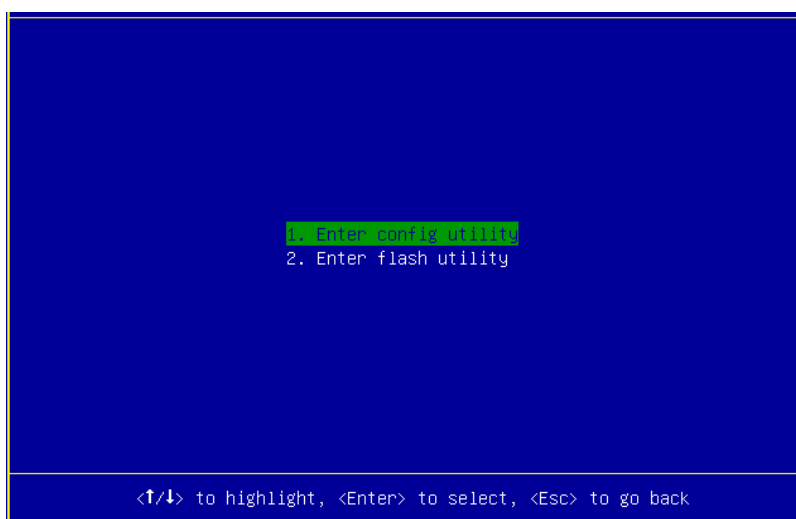 1. Enter config utility
2. Enter flash utility
<↑/↓> to highlight, <Enter> to select, <Esc> to go back